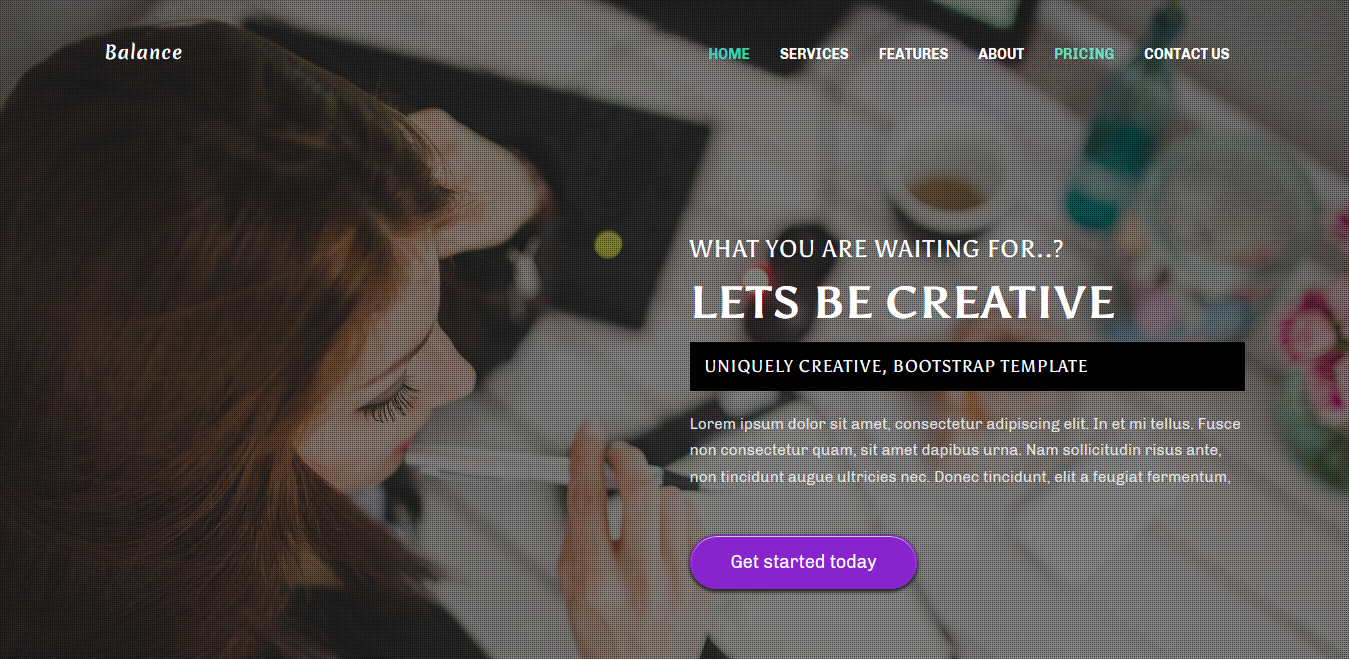 Balance
HOME SERVICES FEATURES ABOUT PRICING CONTACT US
WHAT YOU ARE WAITING FOR..?
LETS BE CREATIVE
UNIQUELY CREATIVE, BOOTSTRAP TEMPLATE
Lorem ipsum dolor sit amet, consectetur adipiscing elit. In et mi tellus. Fusce
non consectetur quam, sit amet dapibus urna. Nam sollicitudin risus ante,
non tincidunt augue ultricies nec. Donec tincidunt, elit a feugiat fermentum,
Get started today